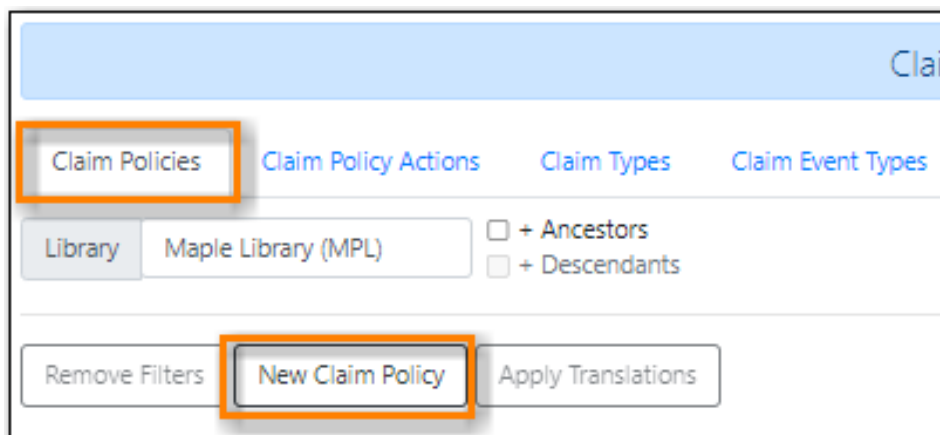 Clai
Claim Policies Claim Policy Actions Claim Types Claim Event Types
Library Maple Library (MPL) + Ancestors
+ Descendants
Remove Filters New Claim Policy Apply Translations